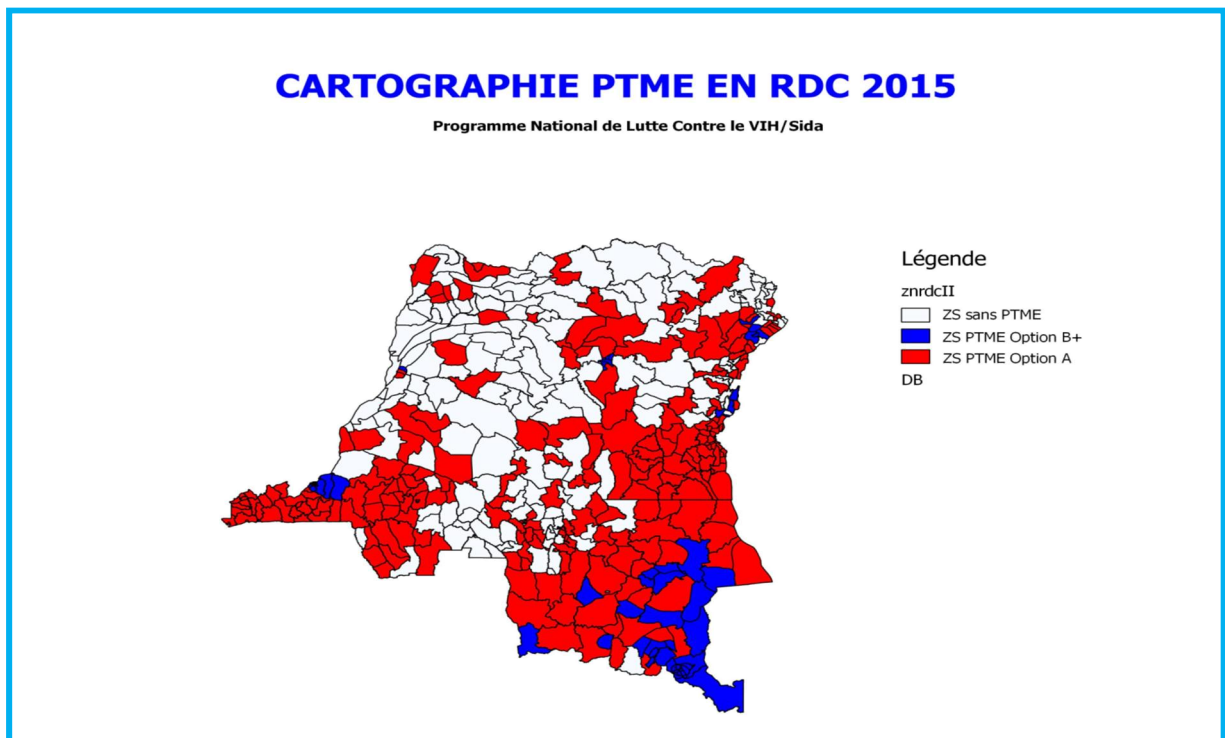 CARTOGRAPHIE PTME EN RDC 2015
Programme National de Lutte Contre le VIH/Sida
Légende
znrdcII
ZS sans PTME
ZS PTME Option B+
ZS PTME Option A
DB